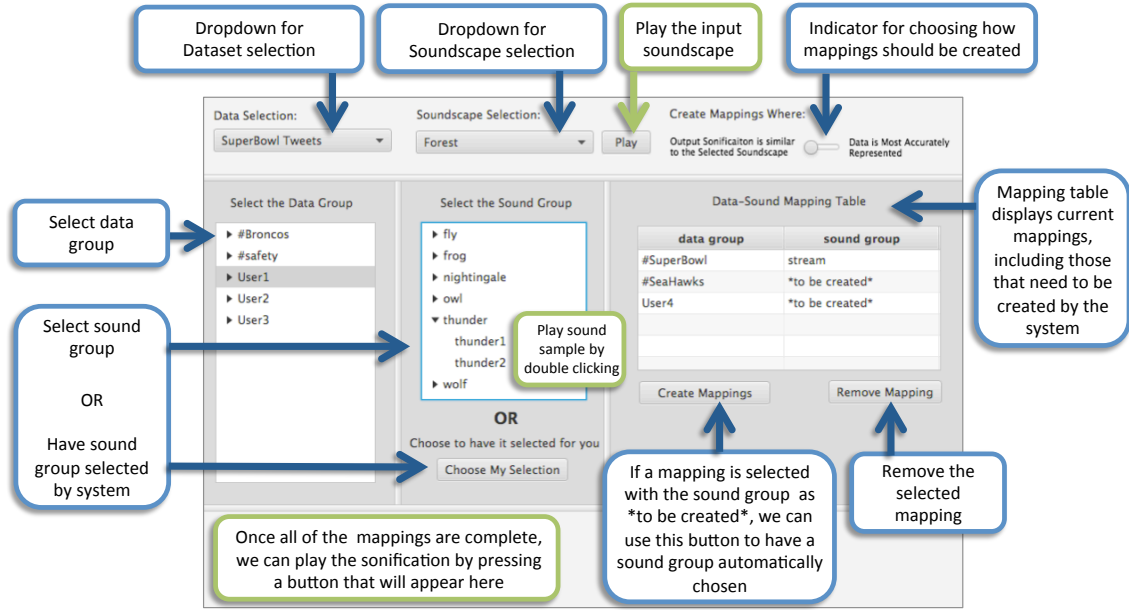 Dropdown for
Dataset selection
Dropdown for
Soundscape selection
Play the input
soundscape
Indicator for choosing how
mappings should be created
Data Selection:
SuperBowl Tweets
Soundscape Selection:
Forest
Play
Create Mappings Where:
Output Sonificaiton is similar
to the Selected Soundscape
Data is Most Accurately
Represented
Select data
group
Select the Data Group
#Broncos
#safety
User1
User2
User3
Select sound
group
OR
Have sound
group selected
by system
Select the Sound Group
fly
frog
nightingale
owl
thunder
thunder1
thunder2
wolf
Play sound
sample by
double clicking
OR
Choose to have it selected for you
Choose My Selection
Data-Sound Mapping Table
data group sound group
#SuperBowl stream
#SeaHawks *to be created*
User4 *to be created*
Create Mappings
Remove Mapping
Mapping table
displays current
mappings,
including those
that need to be
created by the
system
Once all of the mappings are complete,
we can play the sonification by pressing
a button that will appear here
If a mapping is selected
with the sound group as
*to be created*, we can
use this button to have a
sound group automatically
chosen
Remove the
selected
mapping